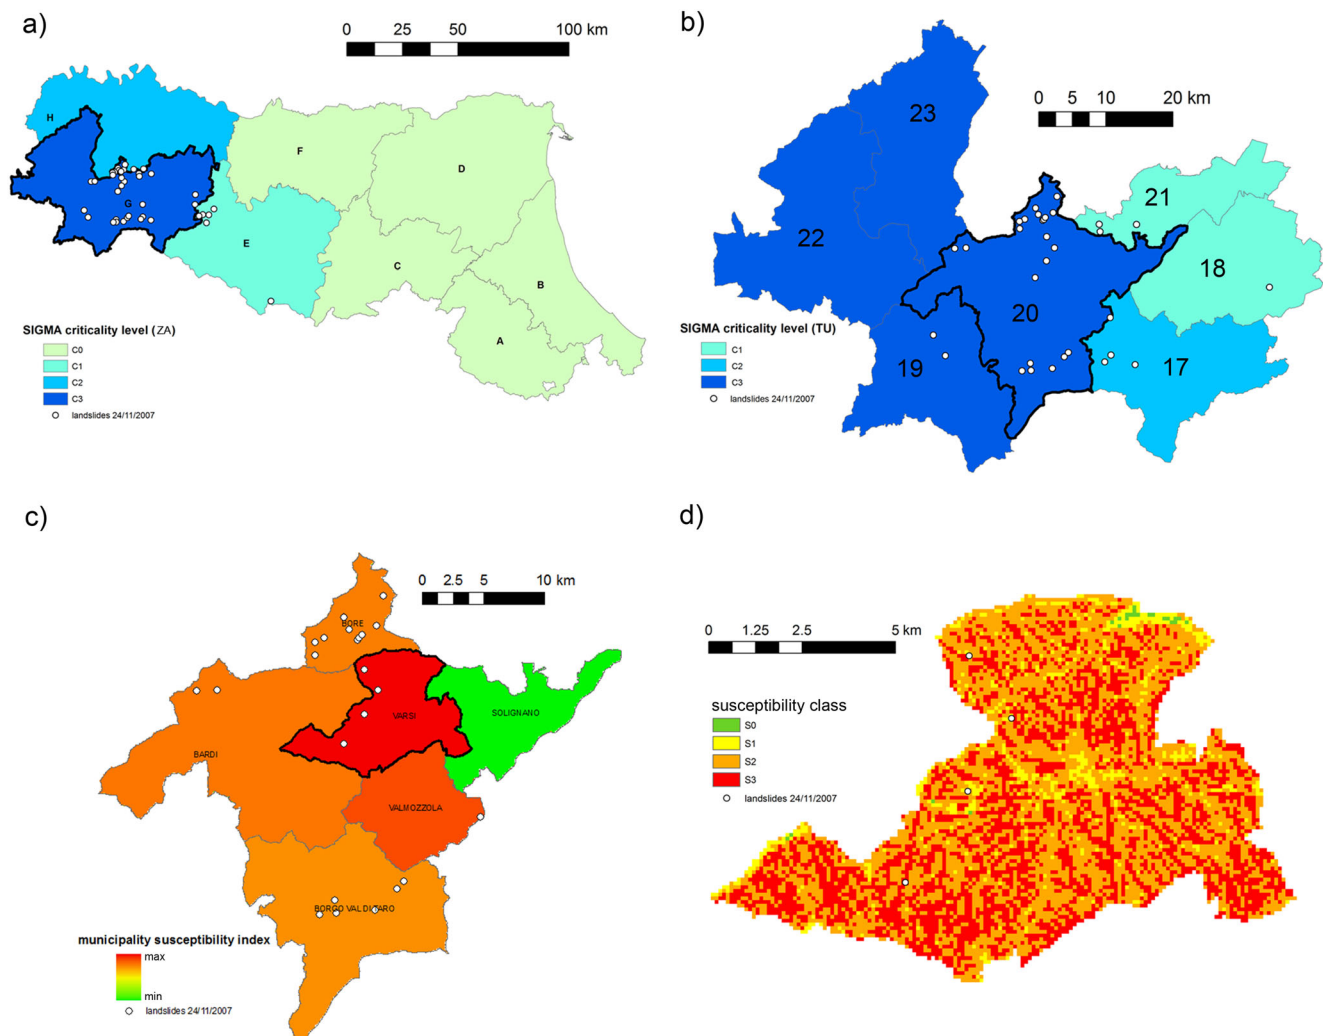 a)
0 25 50 100 km
H
F
D
G
E
C
B
A
SIGMA criticality level (ZA)
C0
C1
C2
C3
landslides 24/11/2007
b)
0 5 10 20 km
23
21
22
18
20
19
17
SIGMA criticality level (TU)
C1
C2
C3
landslides 24/11/2007
c)
0 2.5 5 10 km
BORE
VARSI
SOLIGNANO
BARDI
VALMOZZOLA
BORGO VAL DI TARO
municipality susceptibility index
max
min
landslides 24/11/2007
d)
0 1.25 2.5 5 km
susceptibility class
S0
S1
S2
S3
landslides 24/11/2007